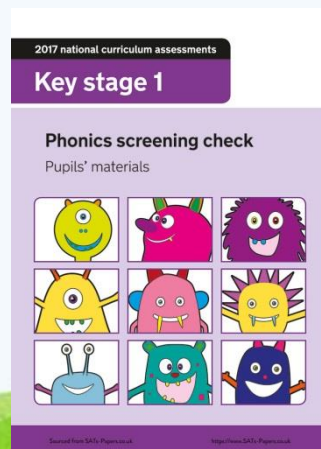 2017 national curriculum assessments
Key stage 1
Phonics screening check
Pupils' materials
Sourced from SATs-Papers.co.uk
https://www.SATs-Papers.co.uk